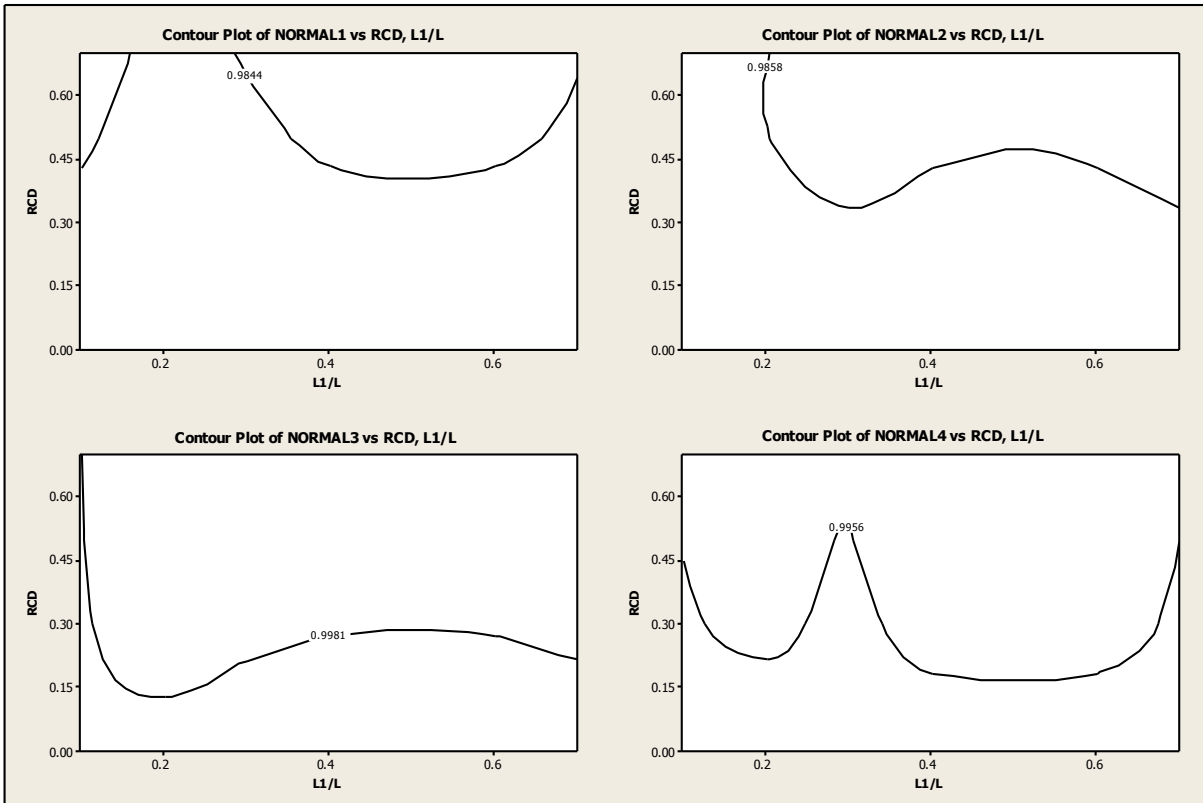 Contour Plot of NORMAL1 vs RCD, L1/L
0.9844
0.60
0.45
0.30
0.15
0.00
RCD
0.2 0.4 0.6
L1/L
Contour Plot of NORMAL2 vs RCD, L1/L
0.9858
0.60
0.45
0.30
0.15
0.00
RCD
0.2 0.4 0.6
L1/L
Contour Plot of NORMAL3 vs RCD, L1/L
0.9981
0.60
0.45
0.30
0.15
0.00
RCD
0.2 0.4 0.6
L1/L
Contour Plot of NORMAL4 vs RCD, L1/L
0.9956
0.60
0.45
0.30
0.15
0.00
RCD
0.2 0.4 0.6
L1/L